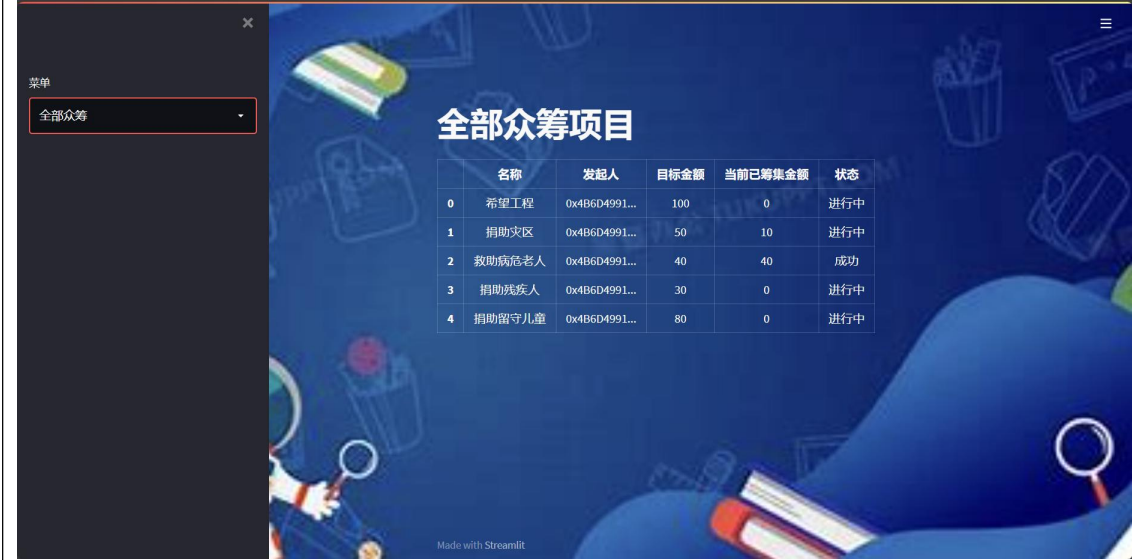 ×
菜单
全部众筹
全部众筹项目
名称 发起人 目标金额 当前已筹集金额 状态
0 希望工程 0x4B6D4991... 100 0 进行中
1 捐助灾区 0x4B6D4991... 50 10 进行中
2 救助病危老人 0x4B6D4991... 40 40 成功
3 捐助残疾人 0x4B6D4991... 30 0 进行中
4 捐助留守儿童 0x4B6D4991... 80 0 进行中
Made with Streamlit